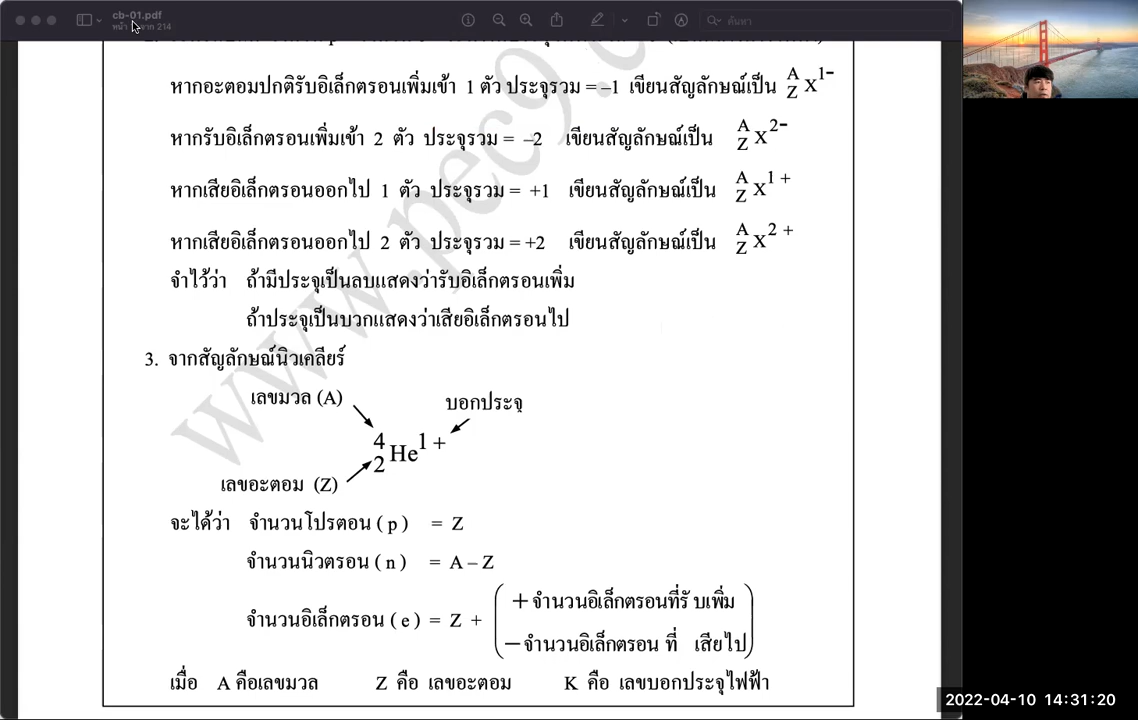 cb-01.pdf
ค้นหา
หากอะตอมปกติรับอิเล็กตรอนเพิ่มเข้า 1 ตัว ประจุรวม = –1 เขียนสัญลักษณ์เป็น A Z X 1–
หากรับอิเล็กตรอนเพิ่มเข้า 2 ตัว ประจุรวม = –2 เขียนสัญลักษณ์เป็น A Z X 2–
หากเสียอิเล็กตรอนออกไป 1 ตัว ประจุรวม = +1 เขียนสัญลักษณ์เป็น A Z X 1 +
หากเสียอิเล็กตรอนออกไป 2 ตัว ประจุรวม = +2 เขียนสัญลักษณ์เป็น A Z X 2 +
จำไว้ว่า ถ้ามีประจุเป็นลบแสดงว่ารับอิเล็กตรอนเพิ่ม
ถ้าประจุเป็นบวกแสดงว่าเสียอิเล็กตรอนไป
3. จากสัญลักษณ์นิวเคลียร์
เลขมวล (A) บอกประจุ
4 2 He 1 +
เลขอะตอม (Z)
จะได้ว่า จำนวนโปรตอน ( p ) = Z
จำนวนนิวตรอน ( n ) = A – Z
จำนวนอิเล็กตรอน ( e ) = Z + ( + จำนวนอิเล็กตรอนที่รับเพิ่ม
– จำนวนอิเล็กตรอน ที่ เสียไป )
เมื่อ A คือเลขมวล Z คือ เลขอะตอม K คือ เลขบอกประจุไฟฟ้า
2022-04-10 14:31:20